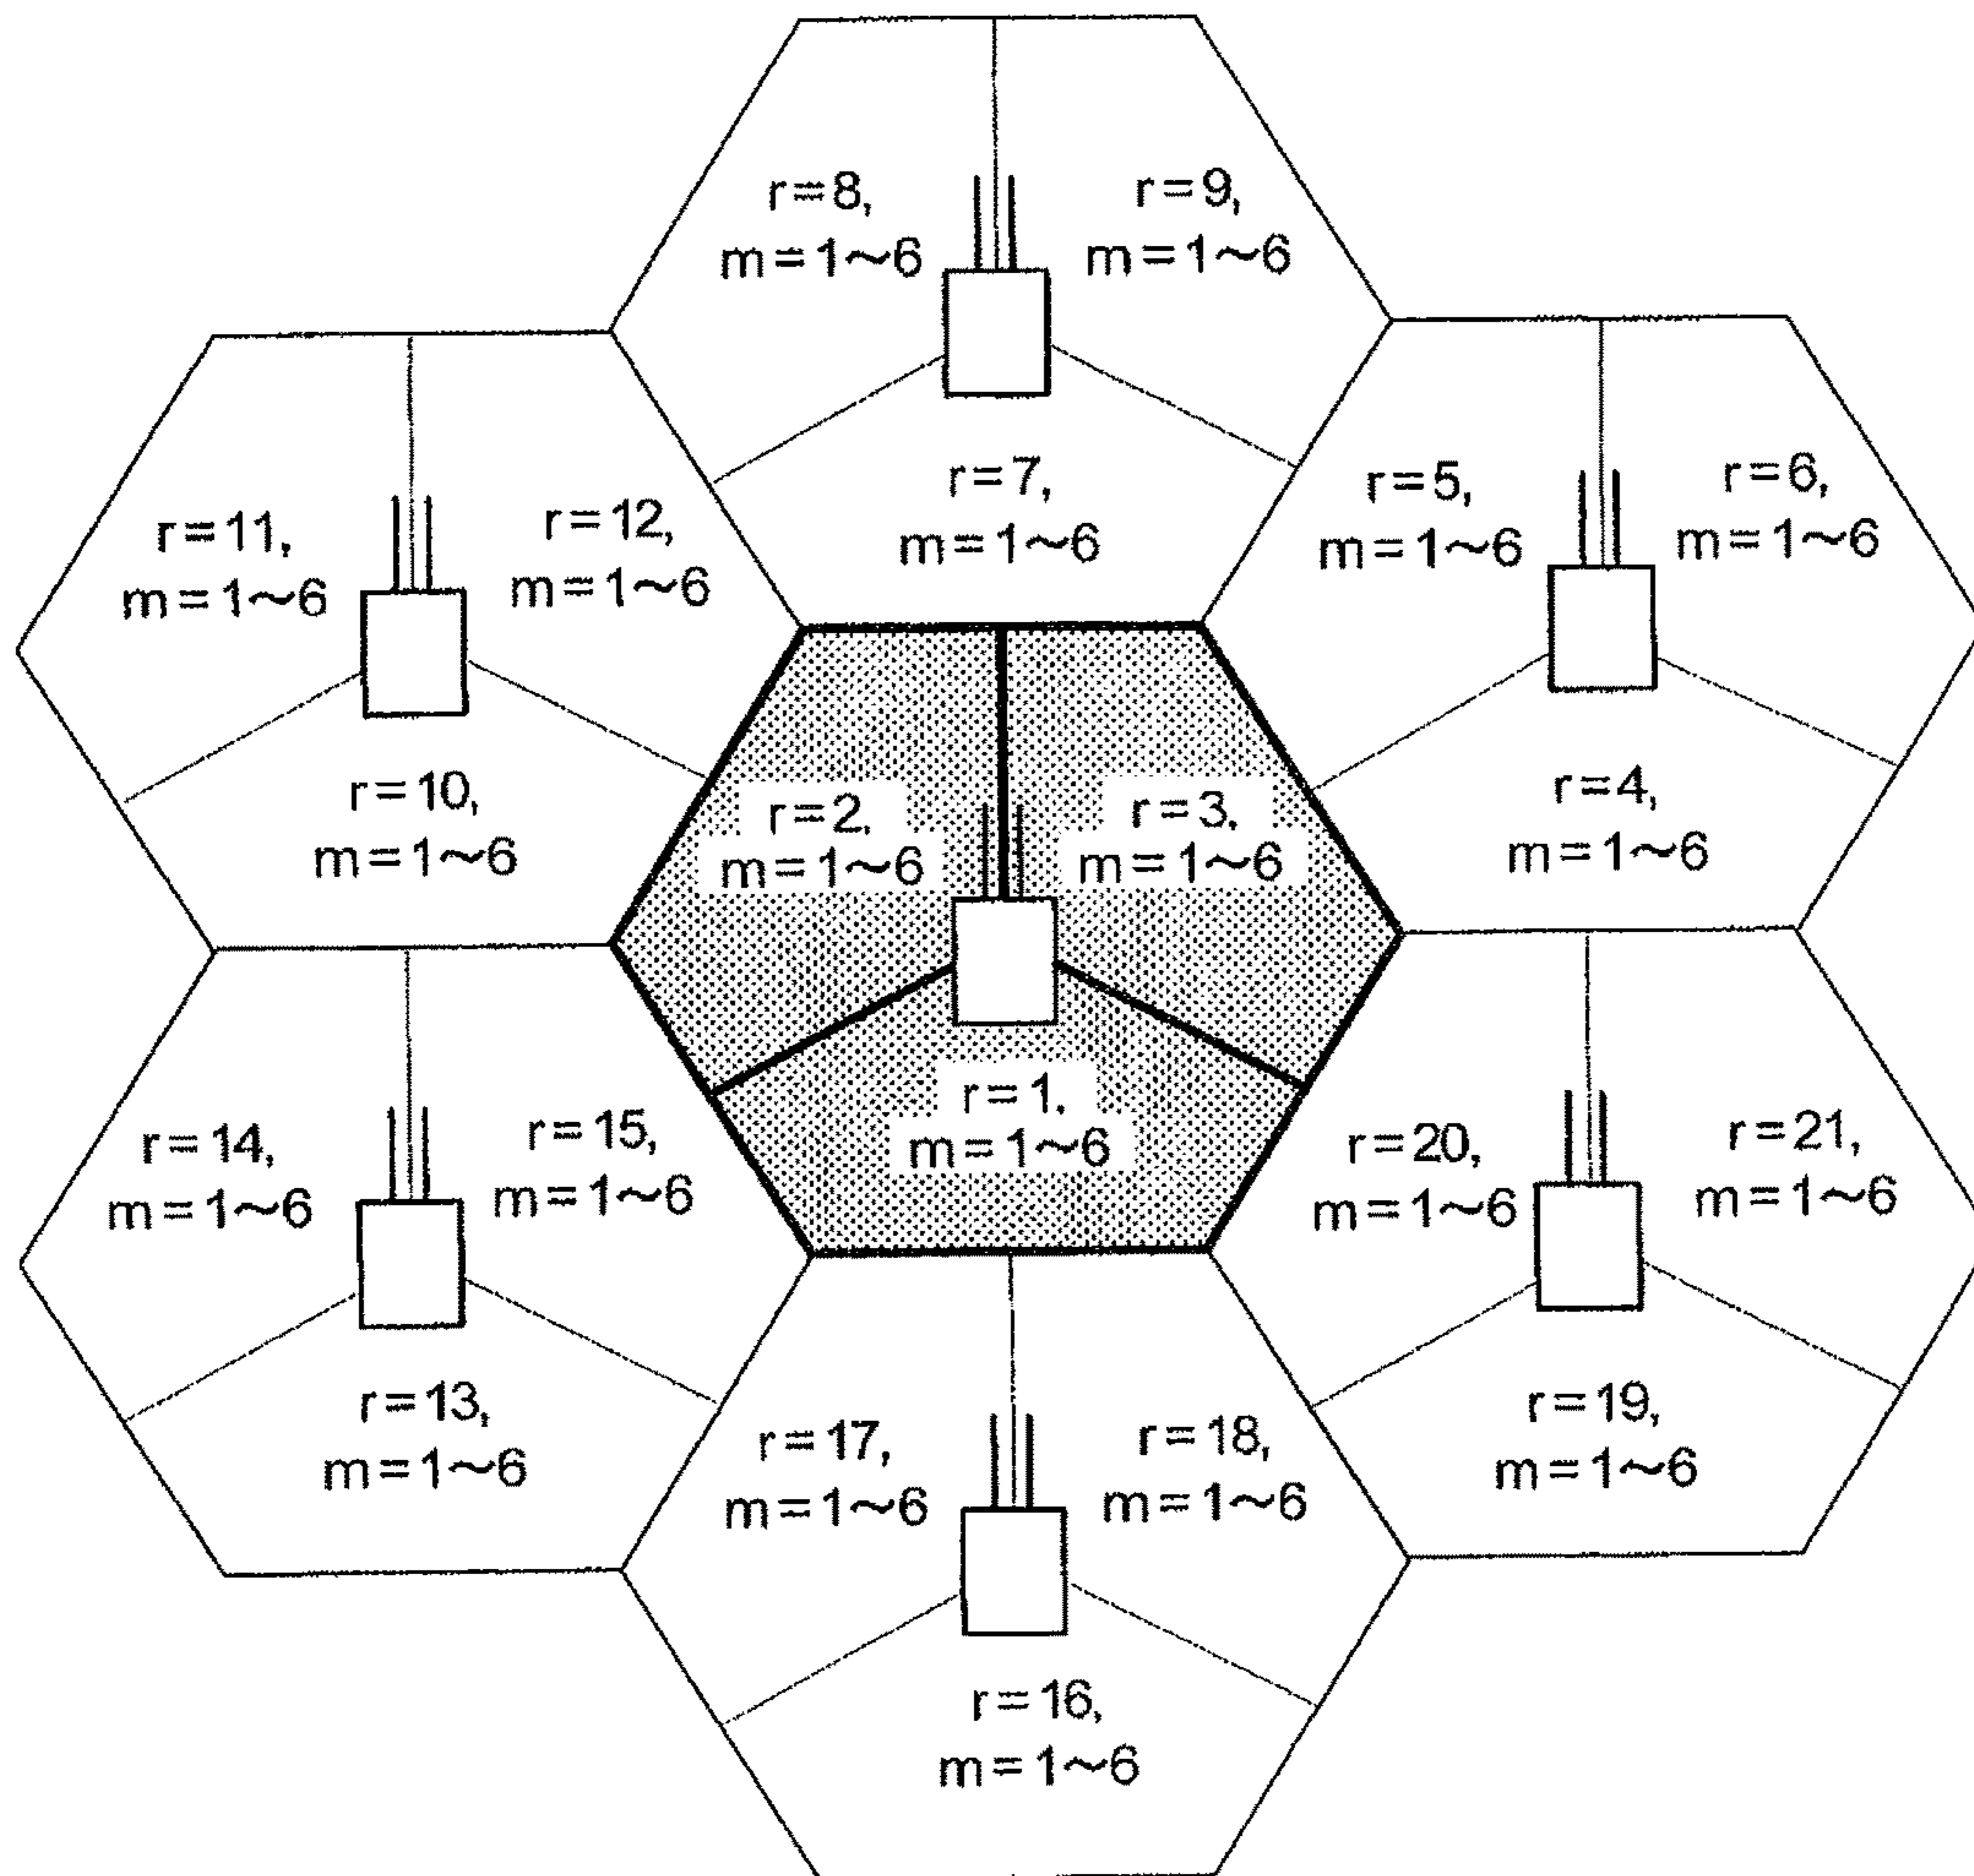 r=8,
m=1~6
r=9,
m=1~6
r=7,
m=1~6
r=11,
m=1~6
r=12,
m=1~6
r=10,
m=1~6
r=5,
m=1~6
r=6,
m=1~6
r=4,
m=1~6
r=2,
m=1~6
r=3,
m=1~6
r=1,
m=1~6
r=14,
m=1~6
r=15,
m=1~6
r=13,
m=1~6
r=20,
m=1~6
r=21,
m=1~6
r=19,
m=1~6
r=17,
m=1~6
r=18,
m=1~6
r=16,
m=1~6